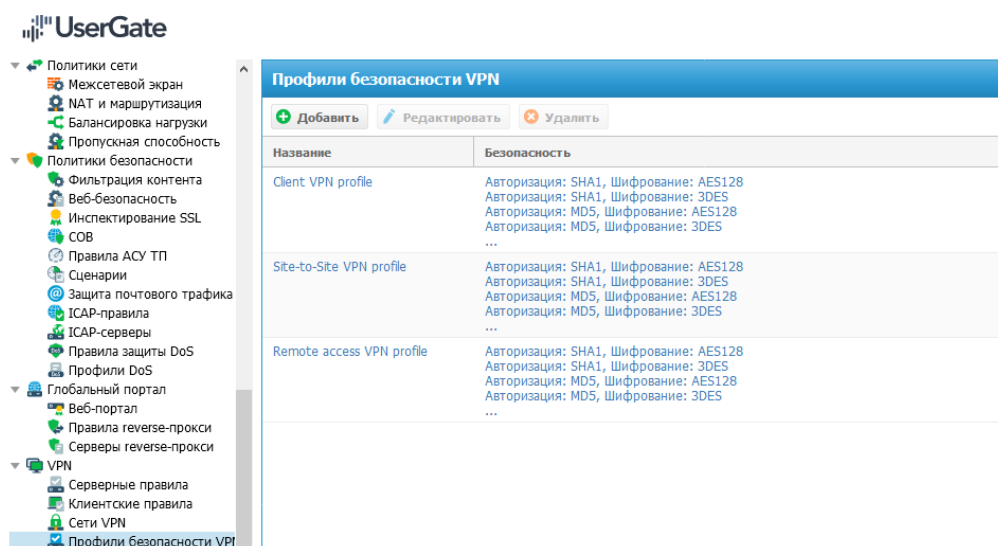 UserGate
Политики сети
Межсетевой экран
NAT и маршрутизация
Балансировка нагрузки
Пропускная способность
Политики безопасности
Фильтрация контента
Веб-безопасность
Инспектирование SSL
СОВ
Правила АСУ ТП
Сценарии
Защита почтового трафика
ICAP-правила
ICAP-серверы
Правила защиты DoS
Профили DoS
Глобальный портал
Веб-портал
Правила reverse-прокси
Серверы reverse-прокси
VPN
Серверные правила
Клиентские правила
Сети VPN
Профили безопасности VPN
Профили безопасности VPN
Добавить Редактировать Удалить
Название Безопасность
Client VPN profile Авторизация: SHA1, Шифрование: AES128
Авторизация: SHA1, Шифрование: 3DES
Авторизация: MD5, Шифрование: AES128
Авторизация: MD5, Шифрование: 3DES
...
Site-to-Site VPN profile Авторизация: SHA1, Шифрование: AES128
Авторизация: SHA1, Шифрование: 3DES
Авторизация: MD5, Шифрование: AES128
Авторизация: MD5, Шифрование: 3DES
...
Remote access VPN profile Авторизация: SHA1, Шифрование: AES128
Авторизация: SHA1, Шифрование: 3DES
Авторизация: MD5, Шифрование: AES128
Авторизация: MD5, Шифрование: 3DES
...